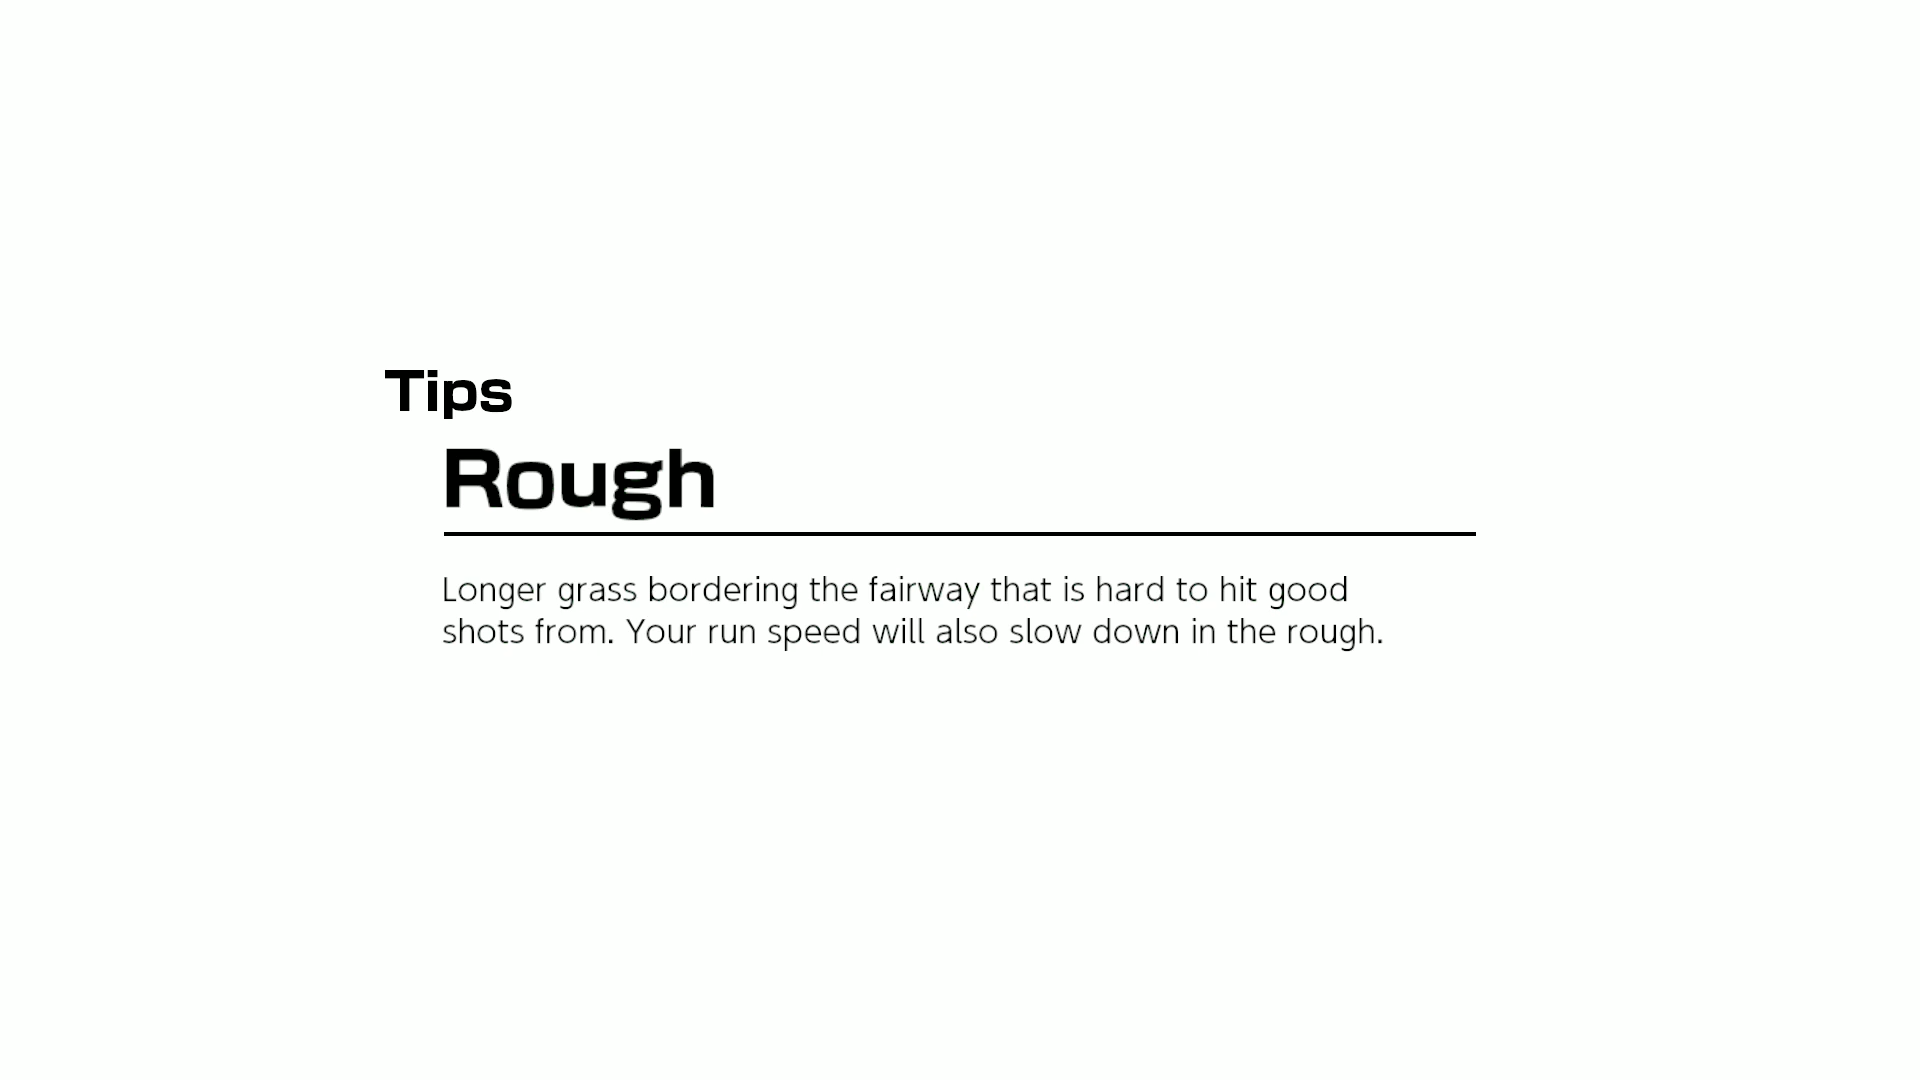 Tips
Rough
Longer grass bordering the fairway that is hard to hit good
shots from. Your run speed will also slow down in the rough.